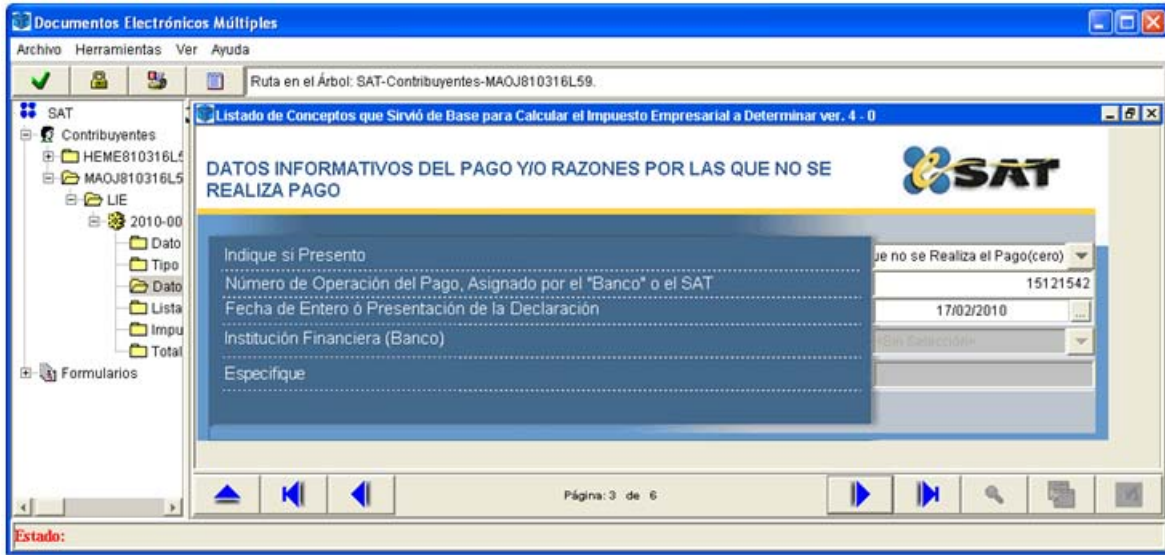 Documentos Electrónicos Múltiples
Archivo Herramientas Ver Ayuda
Ruta en el Árbol: SAT-Contribuyentes-MAOJ810316L59.
SAT
Contribuyentes
HEME810316L5
MAOJ810316L5
LIE
2010-00
Dato
Tipo
Dato
Lista
Impu
Total
Formularios
Listado de Conceptos que Sirvió de Base para Calcular el Impuesto Empresarial a Determinar ver. 4 - 0
DATOS INFORMATIVOS DEL PAGO Y/O RAZONES POR LAS QUE NO SE
REALIZA PAGO
eSAT
Indique si Presento
ue no se Realiza el Pago(cero)
Número de Operación del Pago, Asignado por el "Banco" o el SAT
15121542
Fecha de Entero ó Presentación de la Declaración
17/02/2010
...
Institución Financiera (Banco)
<Sin Selección>
Especifique
Página: 3 de 6
Estado: